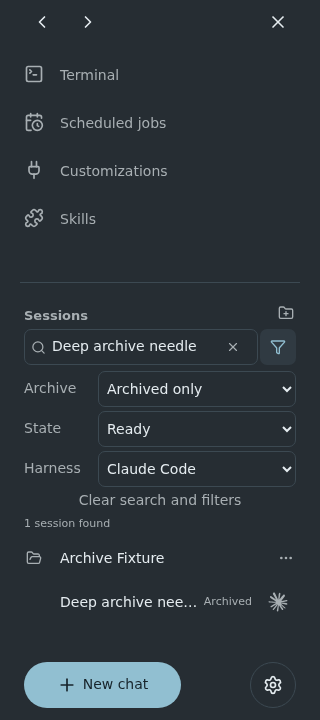 Terminal
Scheduled jobs
Customizations
Skills
Sessions
Deep archive needle
Archive Archived only
State Ready
Harness Claude Code
Clear search and filters
1 session found
Archive Fixture
Deep archive nee... Archived
New chat